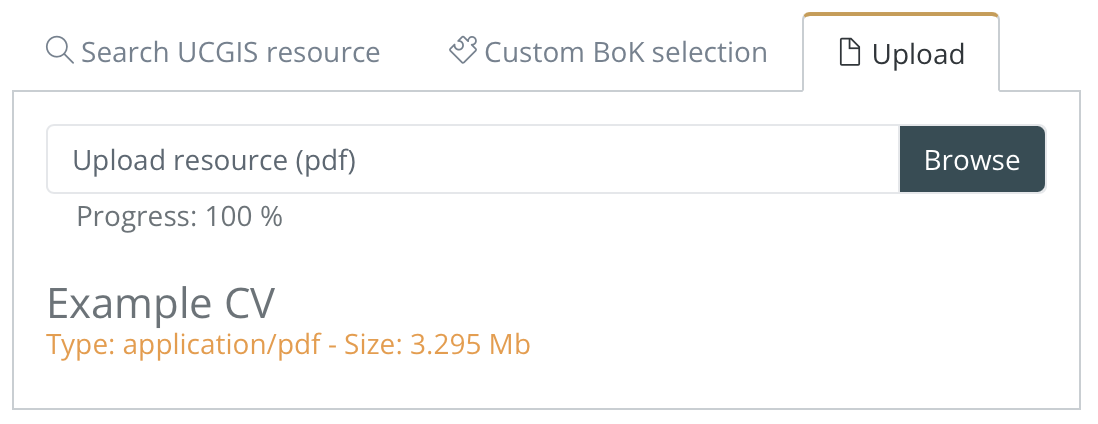 Search UCGIS resource
Custom BoK selection
Upload
Upload resource (pdf)
Browse
Progress: 100 %
Example CV
Type: application/pdf - Size: 3.295 Mb